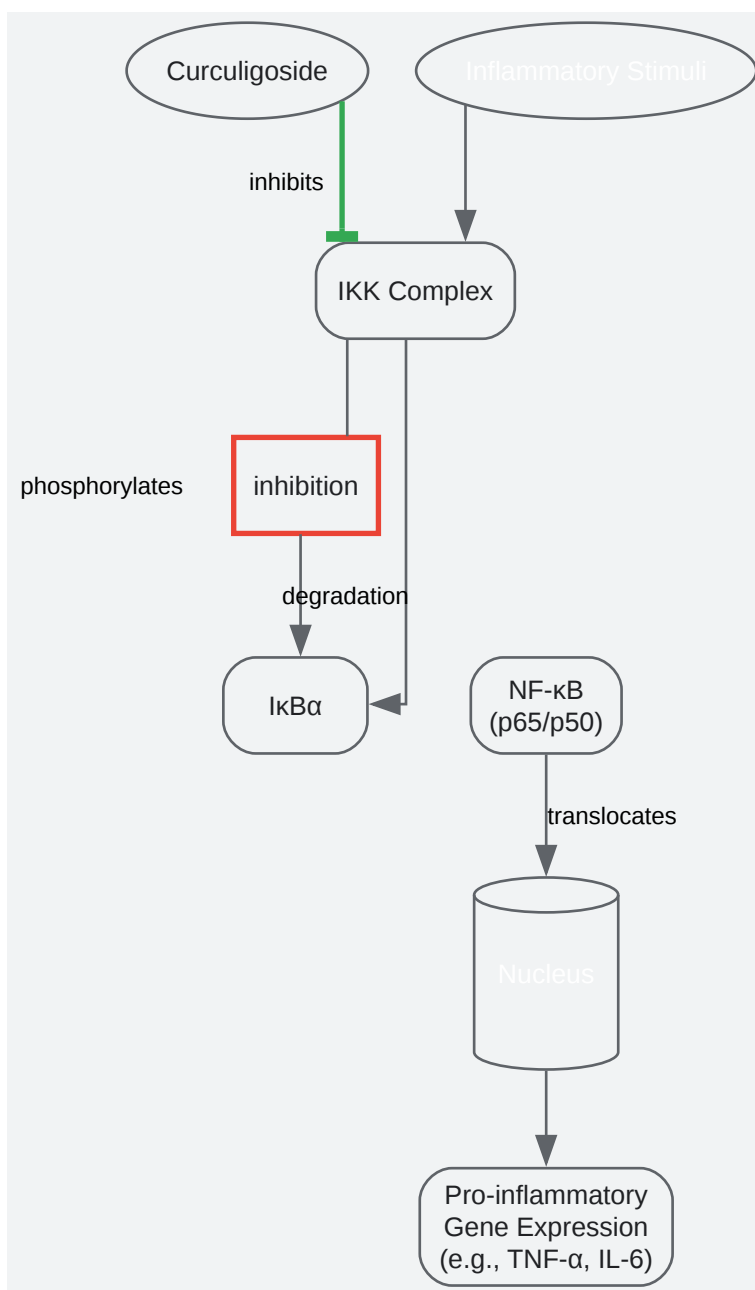 Curculigoside
Inflammatory Stimuli
inhibits
IKK Complex
phosphorylates
inhibition
degradation
IκBα
NF-κB
(p65/p50)
translocates
Nucleus
Pro-inflammatory
Gene Expression
(e.g., TNF-α, IL-6)